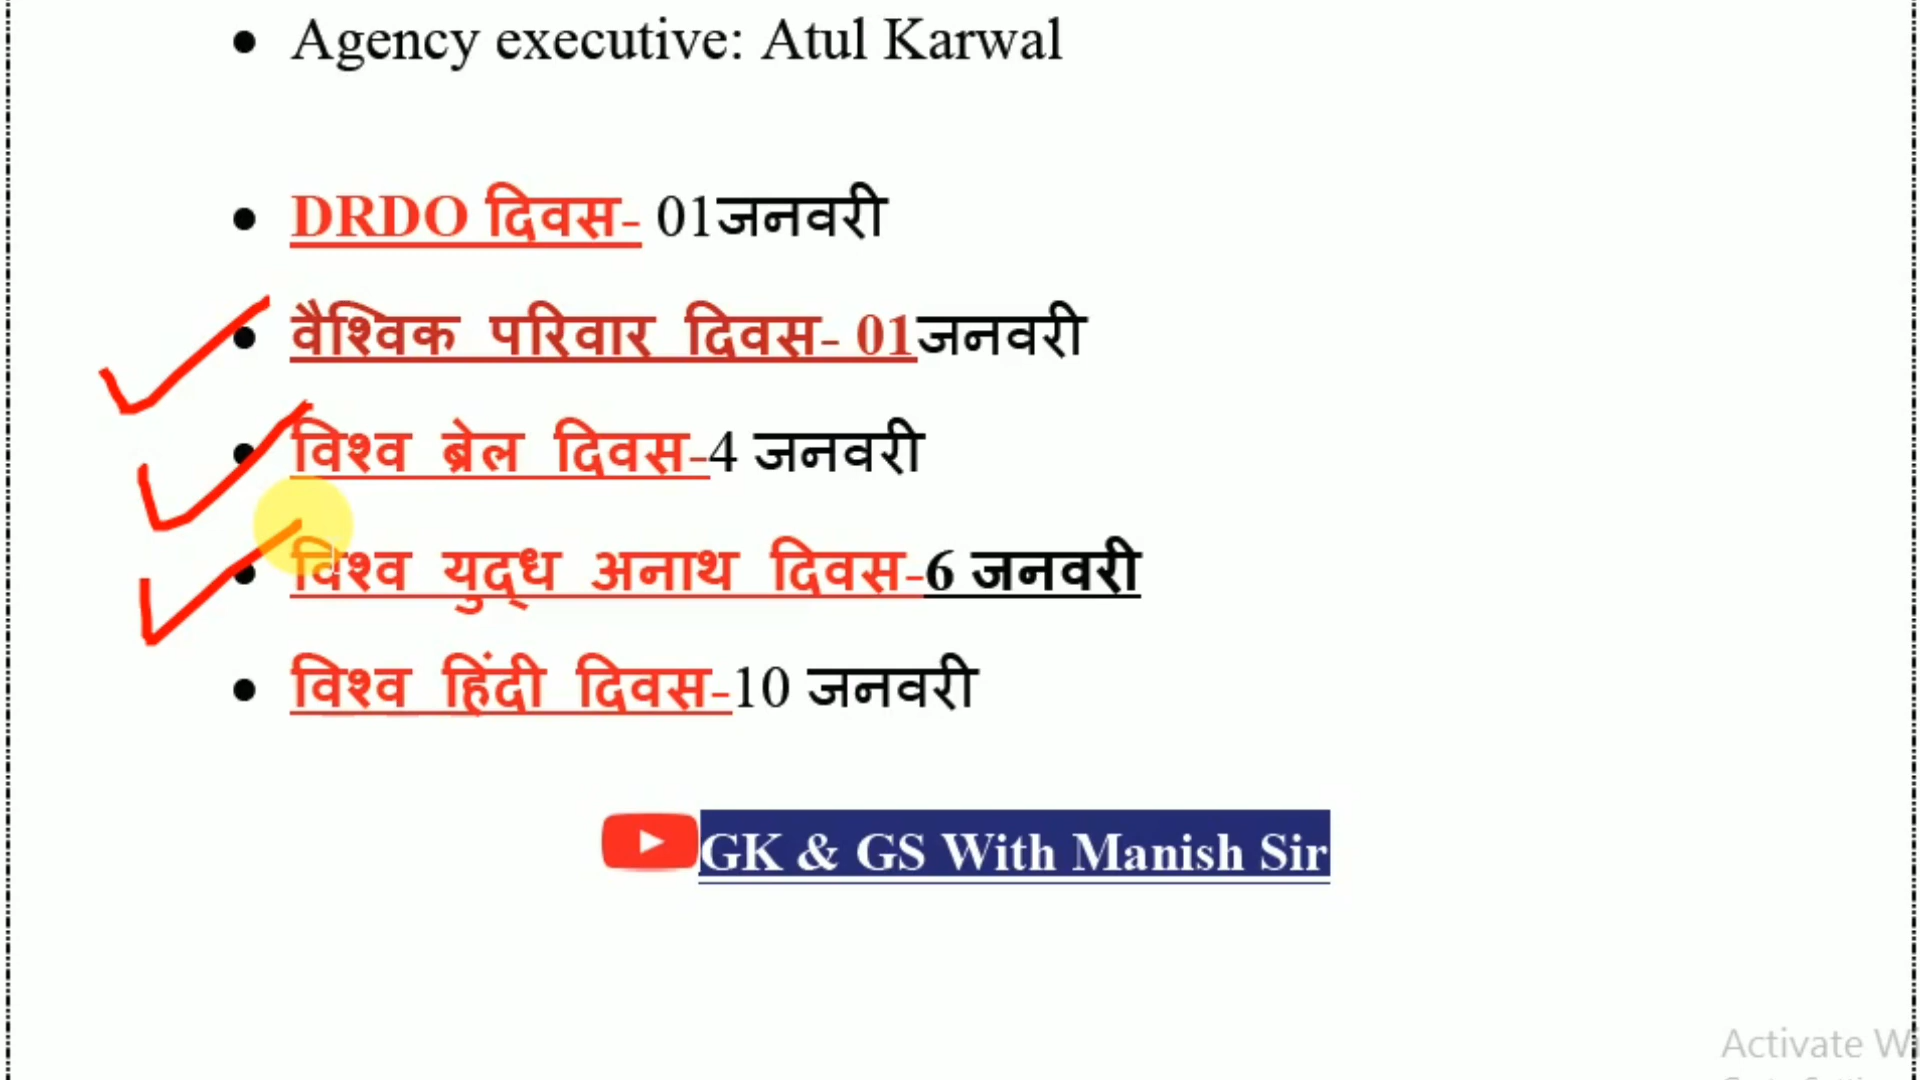 Agency executive: Atul Karwal
DRDO दिवस- 01जनवरी
वैश्विक परिवार दिवस- 01जनवरी
विश्व ब्रेल दिवस-4 जनवरी
विश्व युद्ध अनाथ दिवस-6 जनवरी
विश्व हिंदी दिवस-10 जनवरी
GK & GS With Manish Sir
Activate